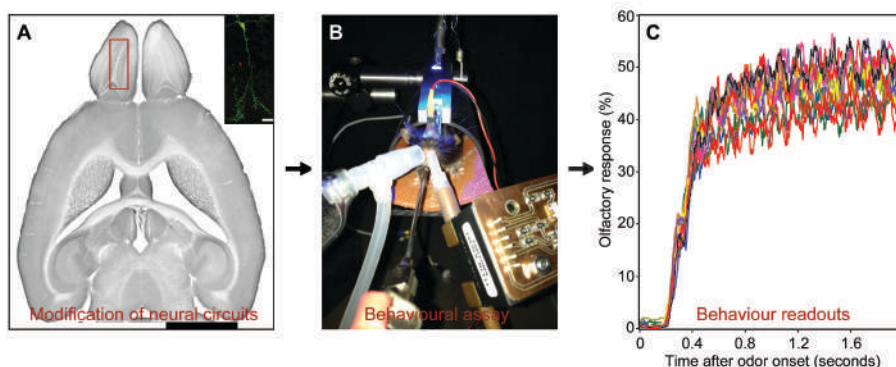 A
Modification of neural circuits
B
Behavioural assay
C
Olfactory response (%)
60
50
40
30
20
10
0
0
0.4
0.8
1.2
1.6
Time after odor onset (seconds)
Behaviour readouts